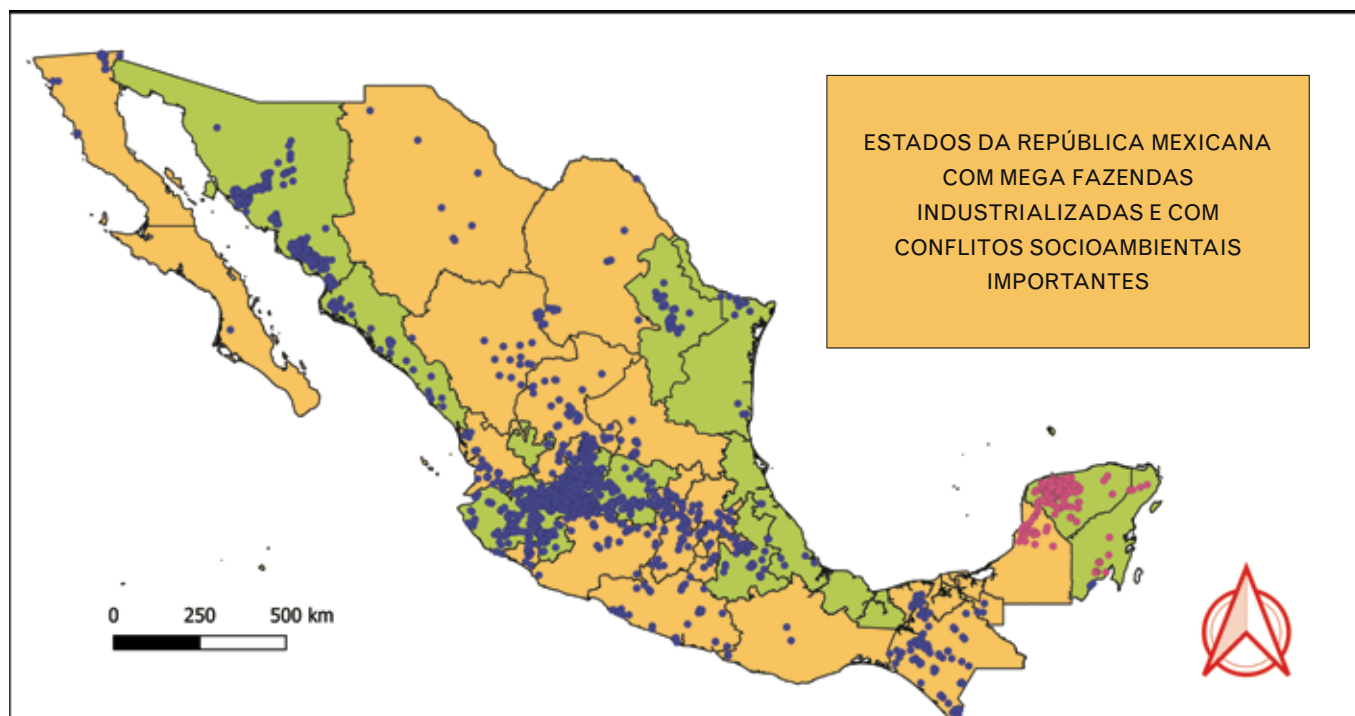 ESTADOS DA REPÚBLICA MEXICANA
COM MEGA FAZENDAS
INDUSTRIALIZADAS E COM
CONFLITOS SOCIOAMBIENTAIS
IMPORTANTES
0 250 500 km